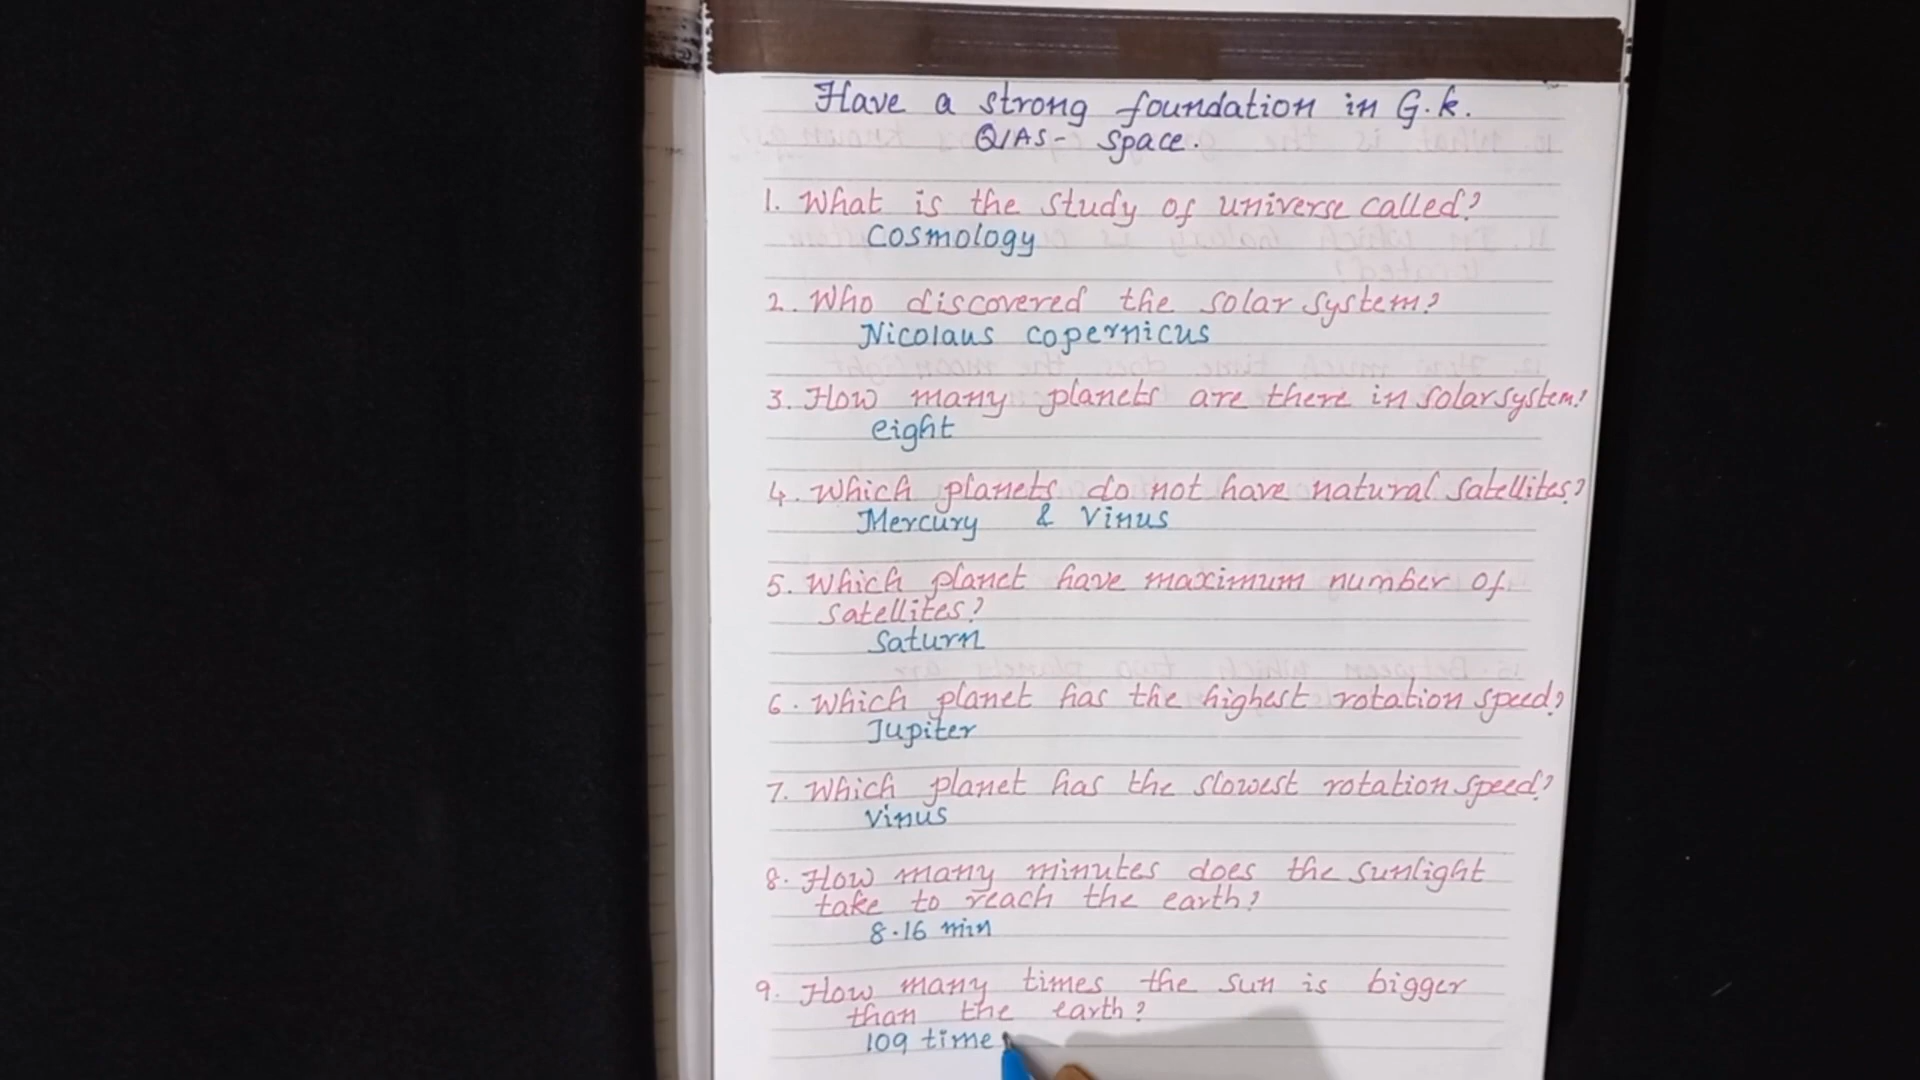 Have a strong foundation in G.k.
Q/AS- Space.
1. What is the study of universe called?
Cosmology
2. Who discovered the solar system?
Nicolaus copernicus
3. How many planets are there in solar system?
eight
4. Which planets do not have natural satellites?
Mercury & Vinus
5. Which planet have maximum number of
satellites?
Saturn
6. Which planet has the highest rotation speed?
Jupiter
7. Which planet has the slowest rotation speed?
Vinus
8. How many minutes does the sunlight
take to reach the earth?
8.16 min
9. How many times the sun is bigger
than the earth?
109 time